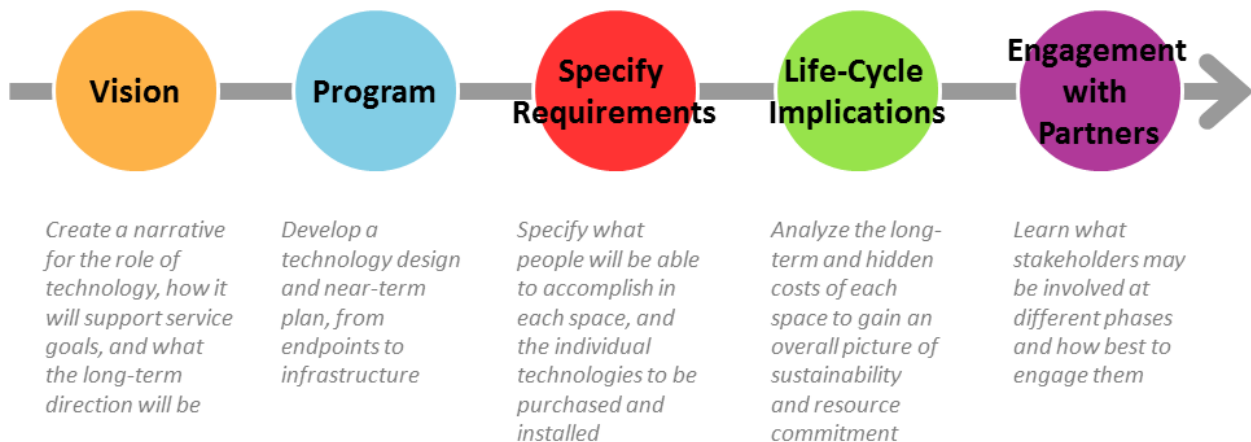 Vision
Program
Specify
Requirements
Life-Cycle
Implications
Engagement
with
Partners
Create a narrative
for the role of
technology, how it
will support service
goals, and what
the long-term
direction will be
Develop a
technology design
and near-term
plan, from
endpoints to
infrastructure
Specify what
people will be able
to accomplish in
each space, and
the individual
technologies to be
purchased and
installed
Analyze the long-
term and hidden
costs of each
space to gain an
overall picture of
sustainability
and resource
commitment
Learn what
stakeholders may
be involved at
different phases
and how best to
engage them